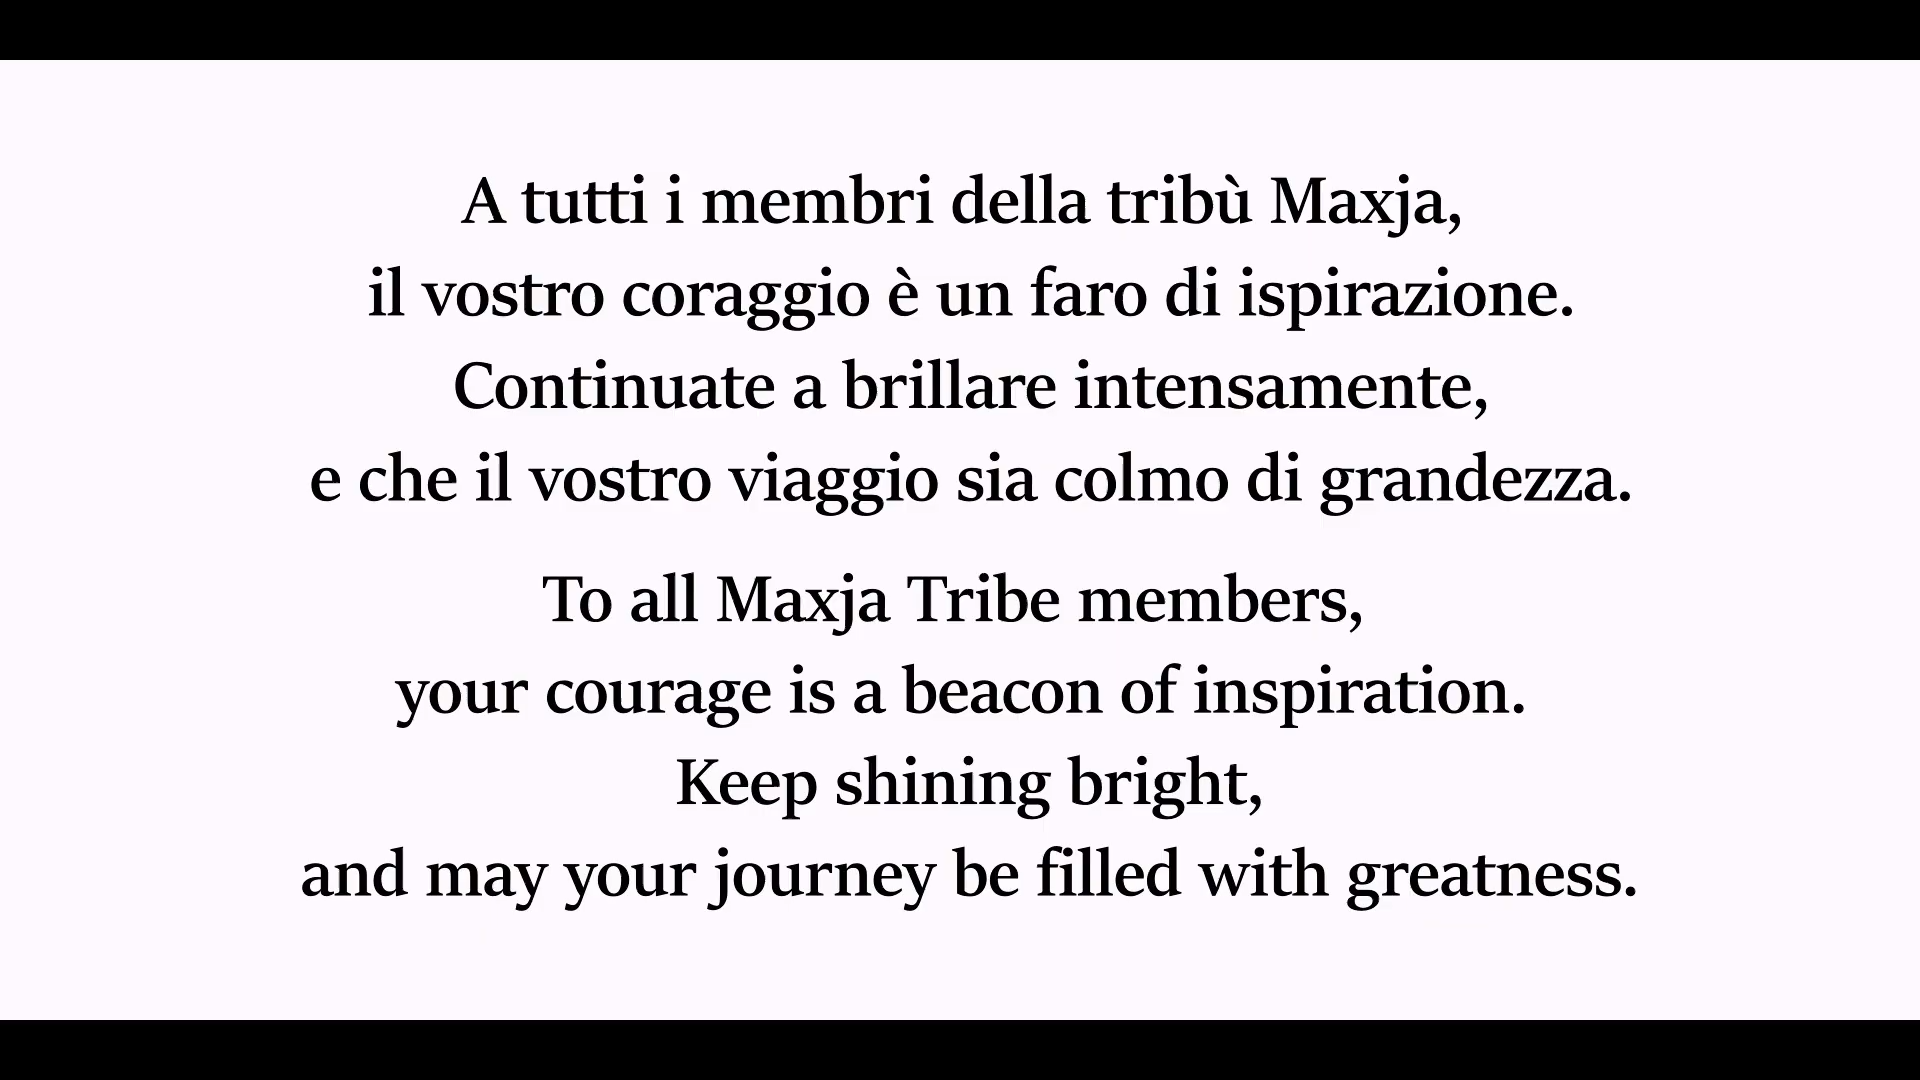 A tutti i membri della tribù Maxja,
il vostro coraggio è un faro di ispirazione.
Continuate a brillare intensamente,
e che il vostro viaggio sia colmo di grandezza.
To all Maxja Tribe members,
your courage is a beacon of inspiration.
Keep shining bright,
and may your journey be filled with greatness.